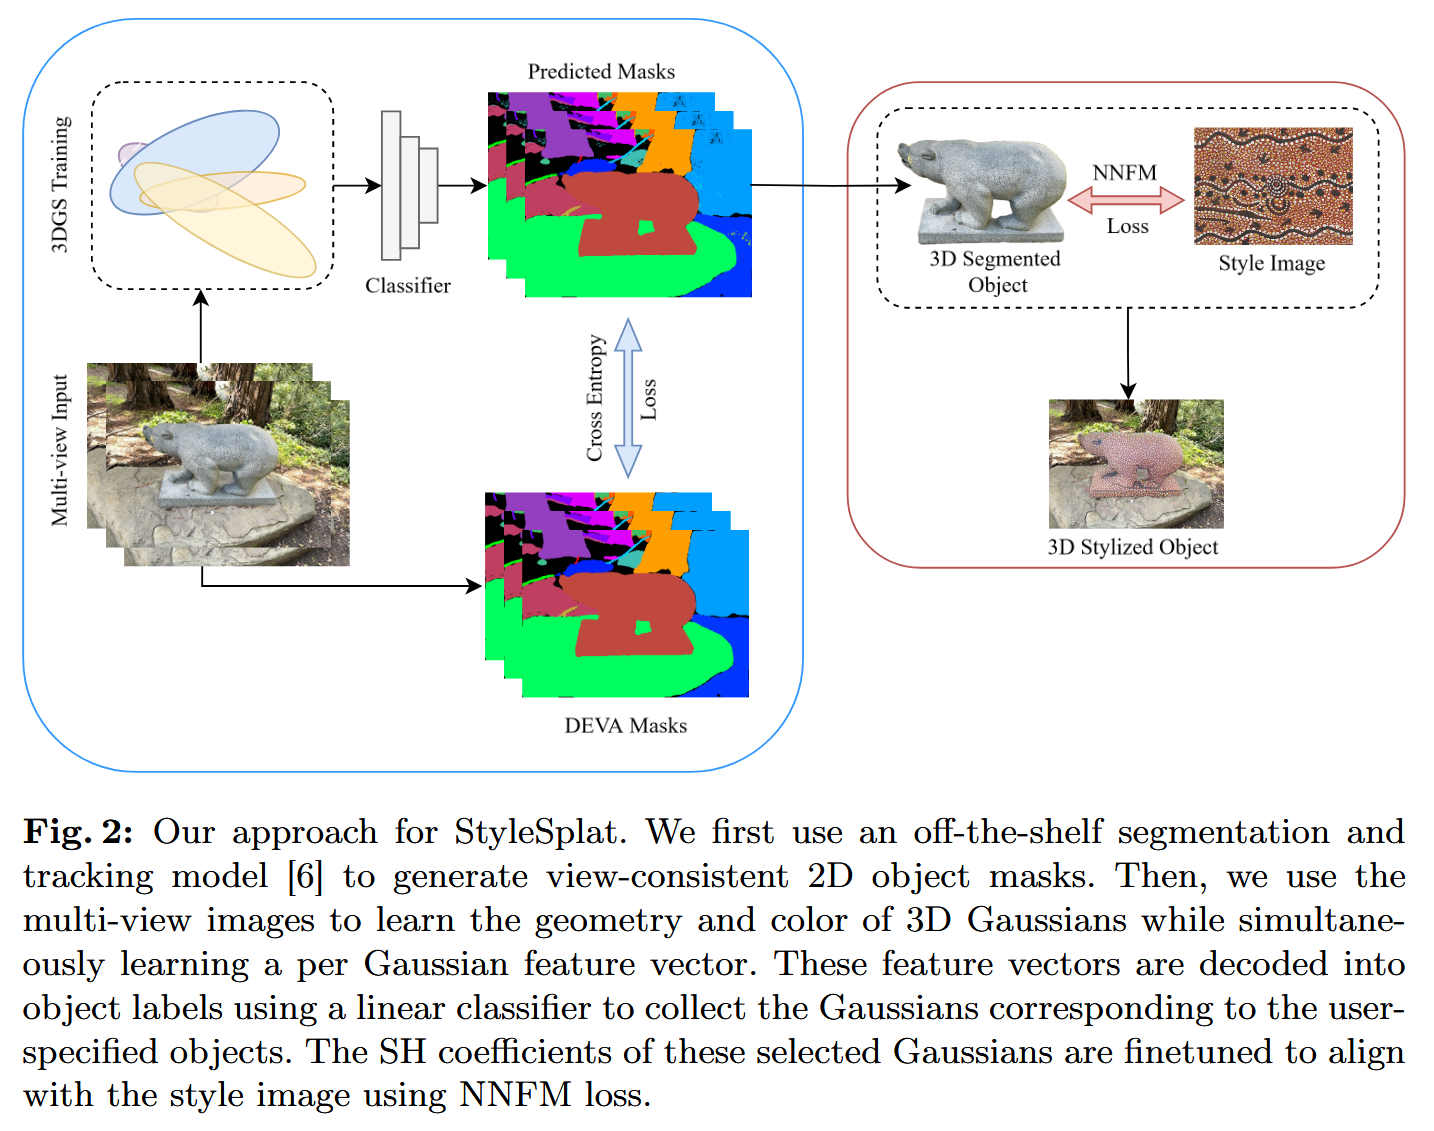 Predicted Masks
3DGS Training
Classifier
Multi-view Input
Cross Entropy
Loss
DEVA Masks
NNFM
Loss
3D Segmented
Object
Style Image
3D Stylized Object
Fig. 2: Our approach for StyleSplat. We first use an off-the-shelf segmentation and
tracking model [6] to generate view-consistent 2D object masks. Then, we use the
multi-view images to learn the geometry and color of 3D Gaussians while simultane-
ously learning a per Gaussian feature vector. These feature vectors are decoded into
object labels using a linear classifier to collect the Gaussians corresponding to the user-
specified objects. The SH coefficients of these selected Gaussians are finetuned to align
with the style image using NNFM loss.